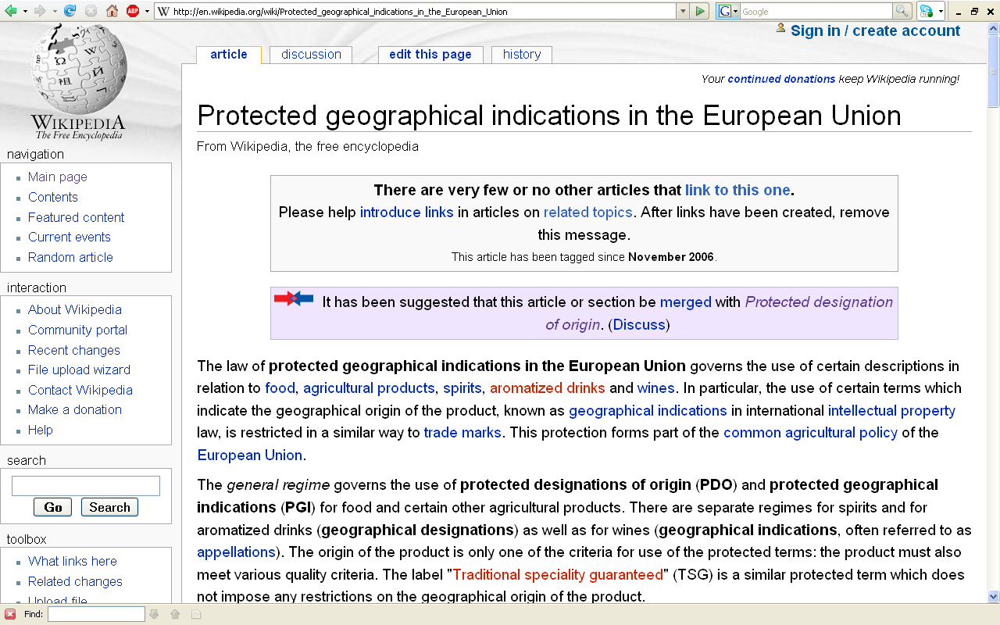 http://en.wikipedia.org/wiki/Protected_geographical_indications_in_the_European_Union
Google
ABP
Sign in / create account
article
discussion
edit this page
history
Your continued donations keep Wikipedia running!
WIKIPEDIA
The Free Encyclopedia
navigation
Main page
Contents
Featured content
Current events
Random article
interaction
About Wikipedia
Community portal
Recent changes
File upload wizard
Contact Wikipedia
Make a donation
Help
search
Go
Search
toolbox
What links here
Related changes
Upload file
Protected geographical indications in the European Union
From Wikipedia, the free encyclopedia
There are very few or no other articles that link to this one.
Please help introduce links in articles on related topics. After links have been created, remove
this message.
This article has been tagged since November 2006.
It has been suggested that this article or section be merged with Protected designation
of origin. (Discuss)
The law of protected geographical indications in the European Union governs the use of certain descriptions in
relation to food, agricultural products, spirits, aromatized drinks and wines. In particular, the use of certain terms which
indicate the geographical origin of the product, known as geographical indications in international intellectual property
law, is restricted in a similar way to trade marks. This protection forms part of the common agricultural policy of the
European Union.
The general regime governs the use of protected designations of origin (PDO) and protected geographical
indications (PGI) for food and certain other agricultural products. There are separate regimes for spirits and for
aromatized drinks (geographical designations) as well as for wines (geographical indications, often referred to as
appellations). The origin of the product is only one of the criteria for use of the protected terms: the product must also
meet various quality criteria. The label "Traditional speciality guaranteed" (TSG) is a similar protected term which does
not impose any restrictions on the geographical origin of the product.
Find: